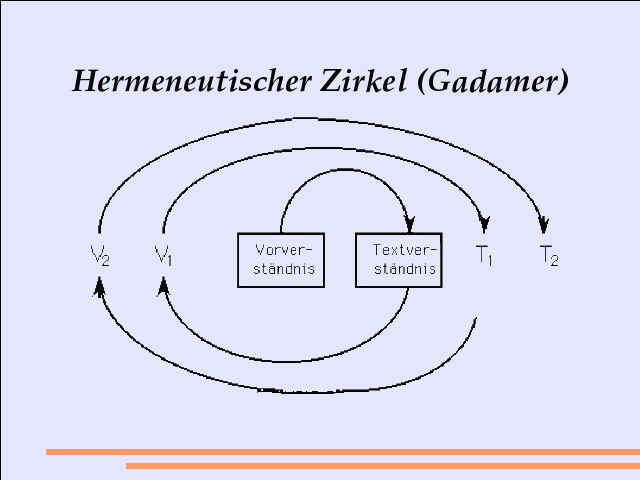 Hermeneutischer Zirkel (Gadamer)
V2
V1
Vorver-
ständnis
Textver-
ständnis
T1
T2